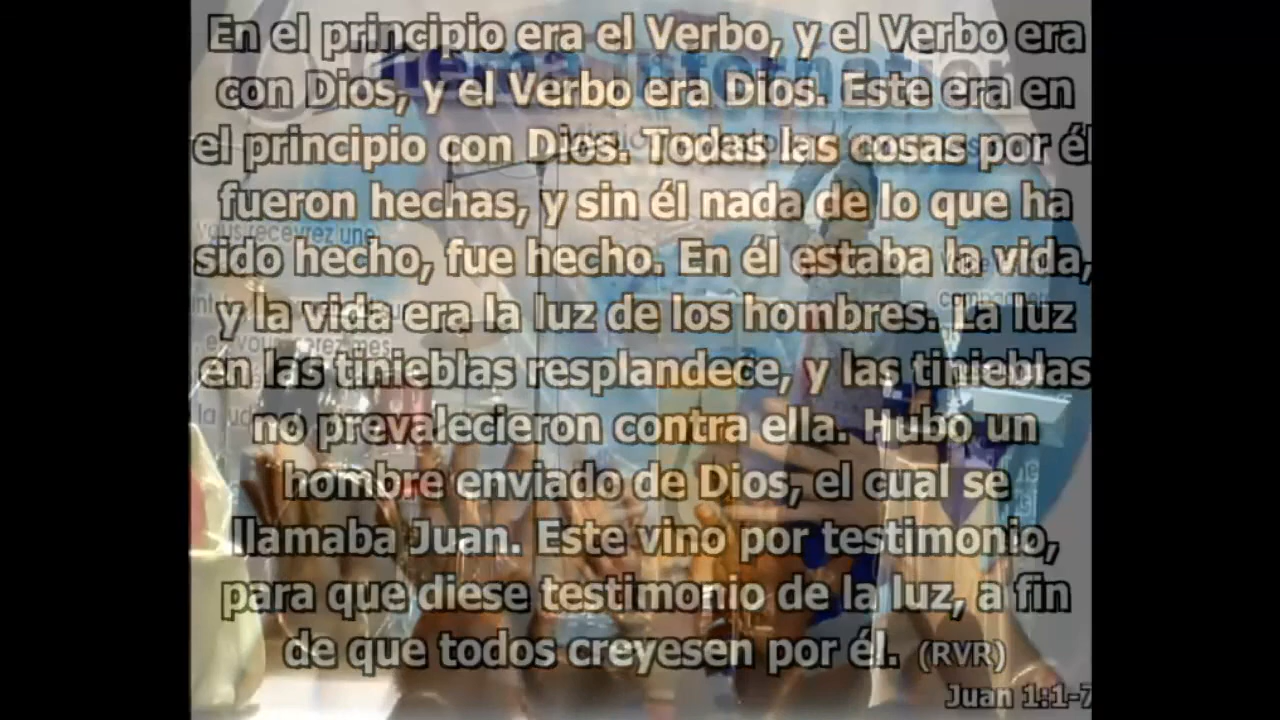 En el principio era el Verbo, y el Verbo era
con Dios, y el Verbo era Dios. Este era en
el principio con Dios. Todas las cosas por él
fueron hechas, y sin él nada de lo que ha
sido hecho, fue hecho. En él estaba la vida,
y la vida era la luz de los hombres. La luz
en las tinieblas resplandece, y las tinieblas
no prevalecieron contra ella. Hubo un
hombre enviado de Dios, el cual se
llamaba Juan. Este vino por testimonio,
para que diese testimonio de la luz, a fin
de que todos creyesen por él. (RVR)
Juan 1:1-7
vous recevrez une